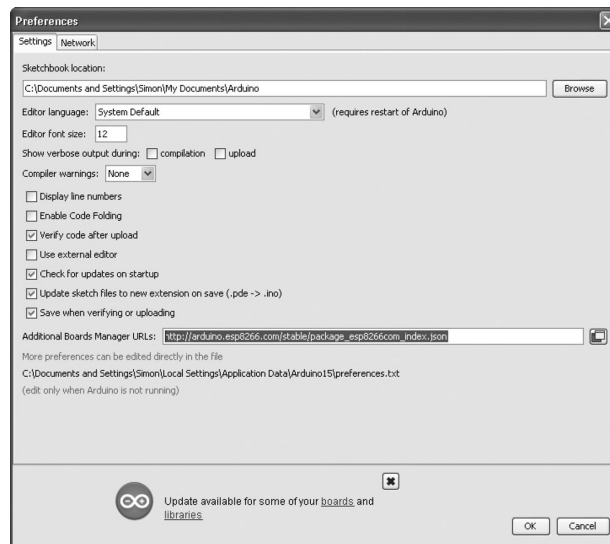 Preferences
Settings Network
Sketchbook location:
C:\Documents and Settings\Simon\My Documents\Arduino Browse
Editor language: System Default (requires restart of Arduino)
Editor font size: 12
Show verbose output during: compilation upload
Compiler warnings: None
Display line numbers
Enable Code Folding
Verify code after upload
Use external editor
Check for updates on startup
Update sketch files to new extension on save (.pde -> .ino)
Save when verifying or uploading
Additional Boards Manager URLs: http://arduino.esp8266.com/stable/package_esp8266com_index.json
More preferences can be edited directly in the file
C:\Documents and Settings\Simon\Local Settings\Application Data\Arduino15\preferences.txt
(edit only when Arduino is not running)
Update available for some of your boards and
libraries
OK Cancel